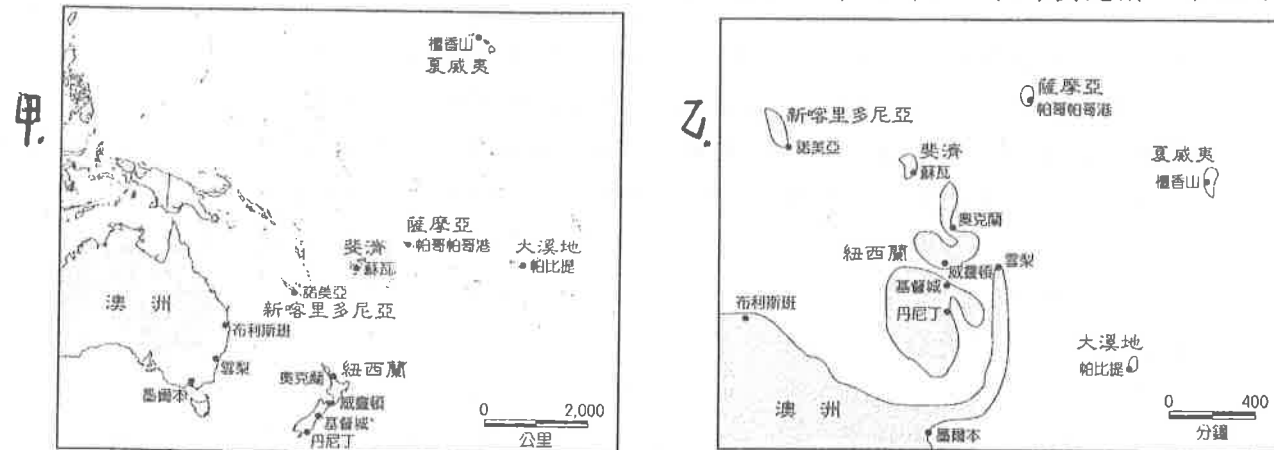 甲.
檀香山
夏威夷
薩摩亞
帕哥帕哥港
大溪地
帕比提
斐濟
蘇瓦
諾美亞
新喀里多尼亞
澳洲
布利斯班
雪梨
墨爾本
紐西蘭
奧克蘭
威靈頓
基督城
丹尼丁
0 2,000
公里
乙.
薩摩亞
帕哥帕哥港
新喀里多尼亞
諾美亞
斐濟
蘇瓦
夏威夷
檀香山
奧克蘭
紐西蘭
威靈頓
雪梨
基督城
丹尼丁
布利斯班
大溪地
帕比提
澳洲
墨爾本
0 400
分鐘